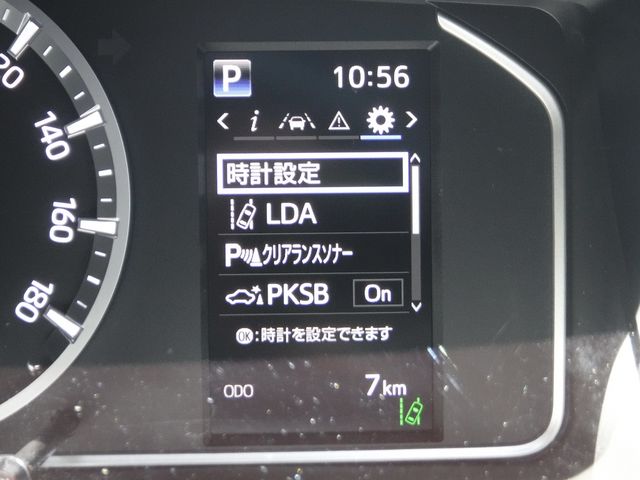 120
140
160
180
P
10:56
i
時計設定
LDA
P クリアランスソナー
PKSB On
OK:時計を設定できます
ODO 7km